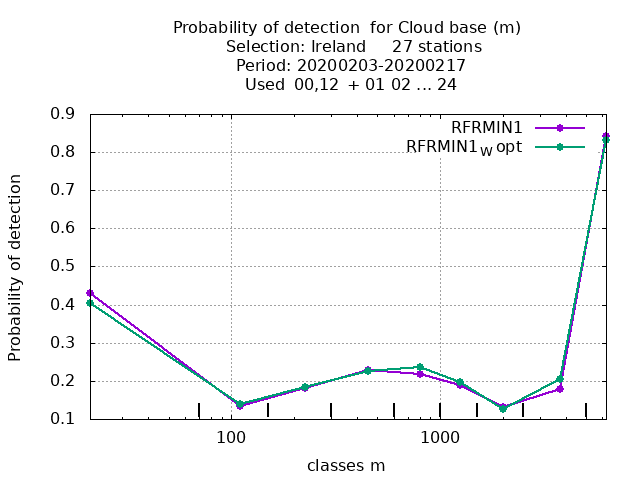 Probability of detection  for Cloud base (m)
Selection: Ireland     27 stations
Period: 20200203-20200217
Used  00,12  + 01 02 ... 24
RFRMIN1
RFRMIN1W opt
0.9
0.8
0.7
0.6
0.5
0.4
0.3
0.2
0.1
Probability of detection
100
1000
classes m